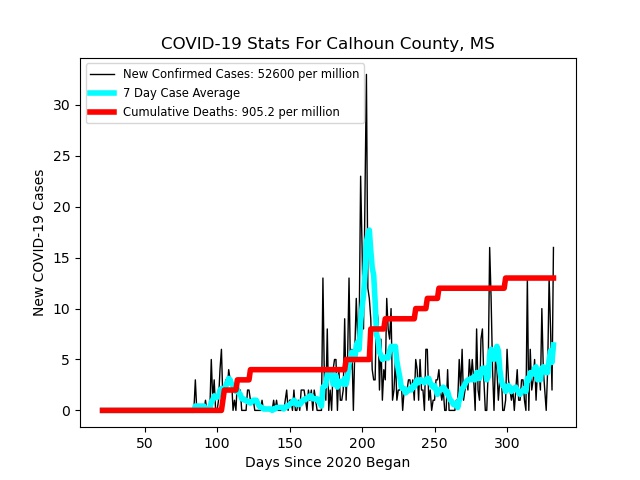 COVID-19 Stats For Calhoun County, MS
New Confirmed Cases: 52600 per million
7 Day Case Average
Cumulative Deaths: 905.2 per million
New COVID-19 Cases
30
25
20
15
10
5
0
50 100 150 200 250 300
Days Since 2020 Began